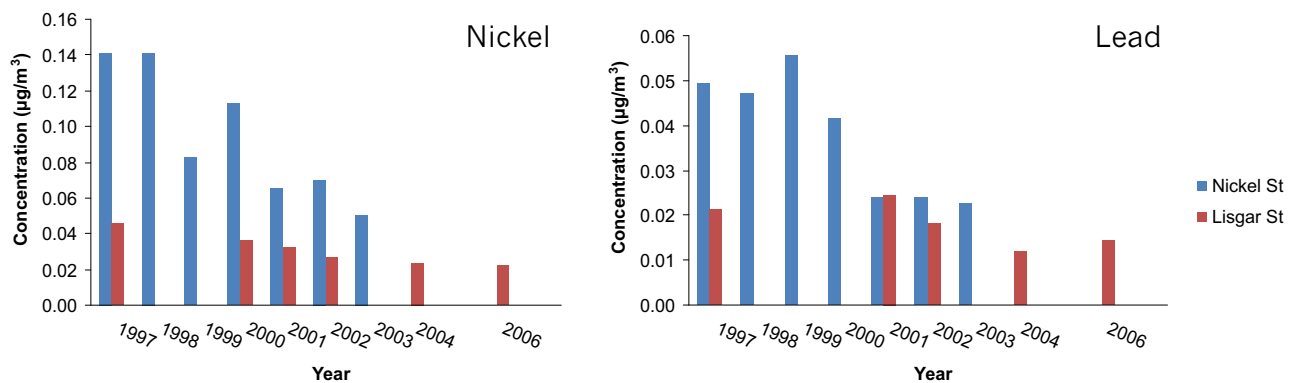 Nickel
Concentration (µg/m³)
0.16
0.14
0.12
0.10
0.08
0.06
0.04
0.02
0.00
1997 1998 1999 2000 2001 2002 2003 2004 2006
Year
Lead
Concentration (µg/m³)
0.06
0.05
0.04
0.03
0.02
0.01
0.00
1997 1998 1999 2000 2001 2002 2003 2004 2006
Year
Nickel St
Lisgar St